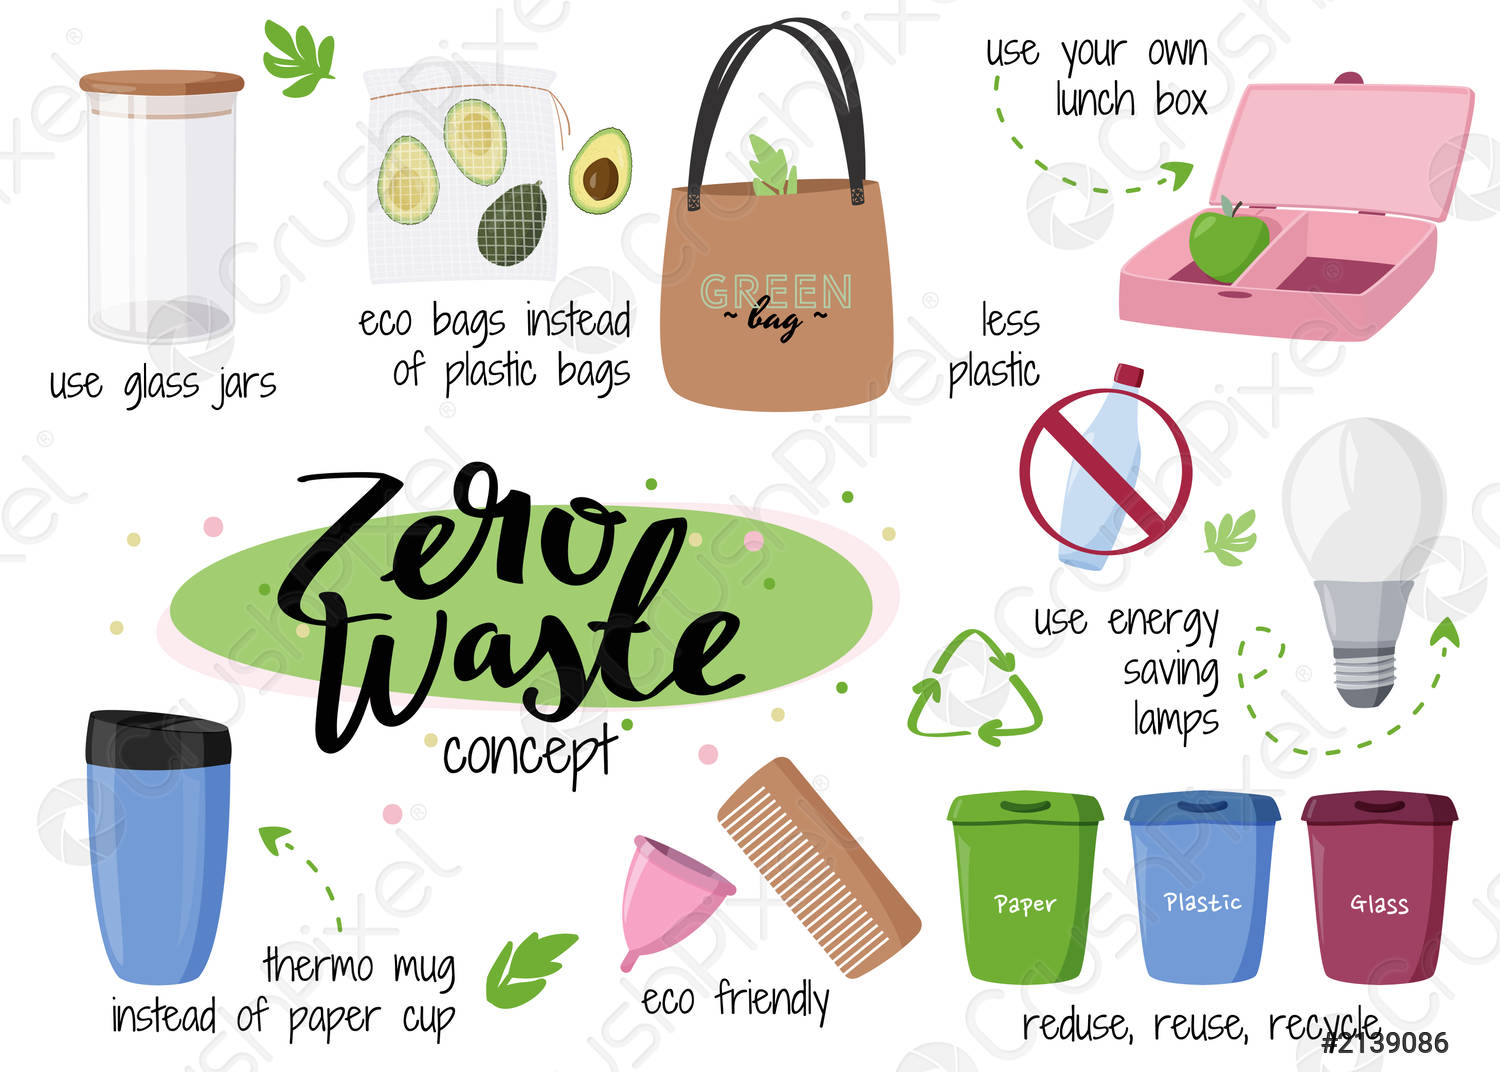 use your own
lunch box
GREEN
~ bag ~
eco bags instead
of plastic bags
less
plastic
use glass jars
Zero
Waste
concept
use energy
saving
lamps
Paper
Plastic
Glass
thermo mug
instead of paper cup
eco friendly
reduse, reuse, recycle
#2139086
crushpixel